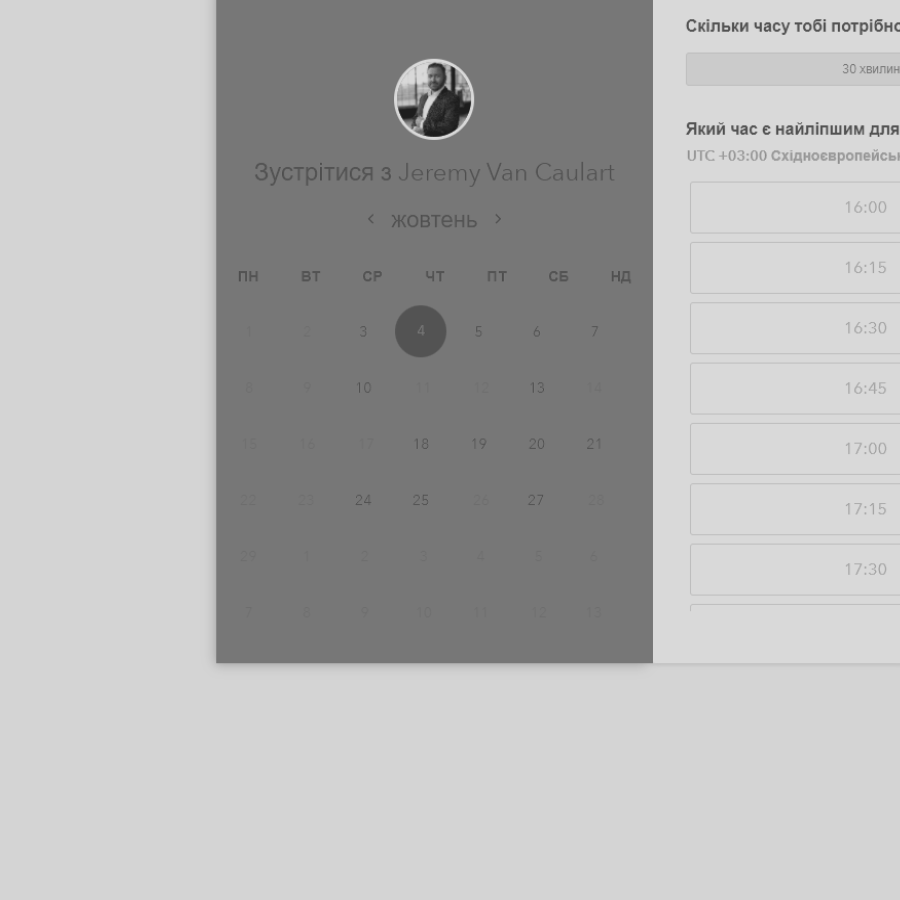 Зустрітися з Jeremy Van Caulart
< жовтень >
ПН ВТ СР ЧТ ПТ СБ НД
1 2 3 4 5 6 7
8 9 10 11 12 13 14
15 16 17 18 19 20 21
22 23 24 25 26 27 28
29 1 2 3 4 5 6
7 8 9 10 11 12 13
Скільки часу тобі потрібно
30 хвилин
Який час є найліпшим для
UTC +03:00 Східноєвропейськ
16:00
16:15
16:30
16:45
17:00
17:15
17:30